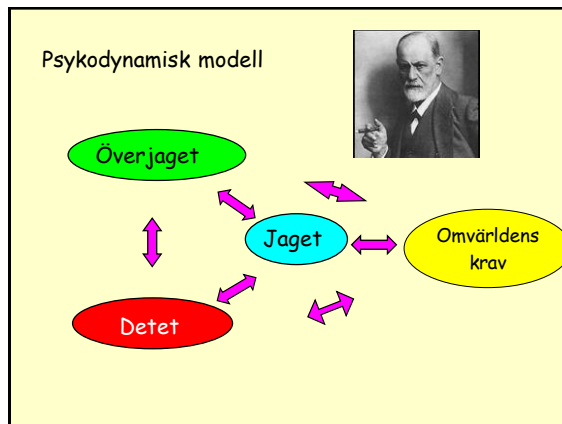 Psykodynamisk modell
Överjaget
Jaget
Omvärldens
krav
Detet